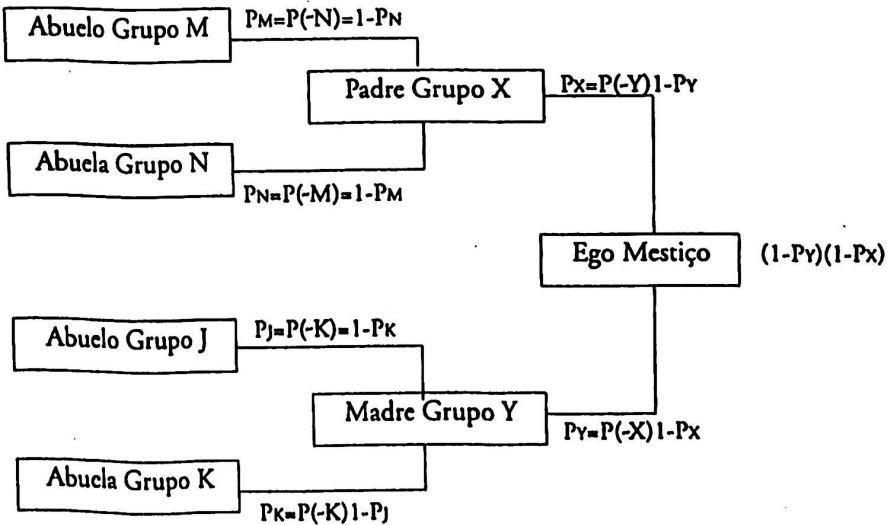 Abuelo Grupo M
PM=P(-N)=1-PN
Padre Grupo X
PX=P(-Y)1-PY
Abuela Grupo N
PN=P(-M)=1-PM
Ego Mestiço
(1-PY)(1-PX)
Abuelo Grupo J
PJ=P(-K)=1-PK
Madre Grupo Y
PY=P(-X)1-PX
Abuela Grupo K
PK=P(-K)1-PJ